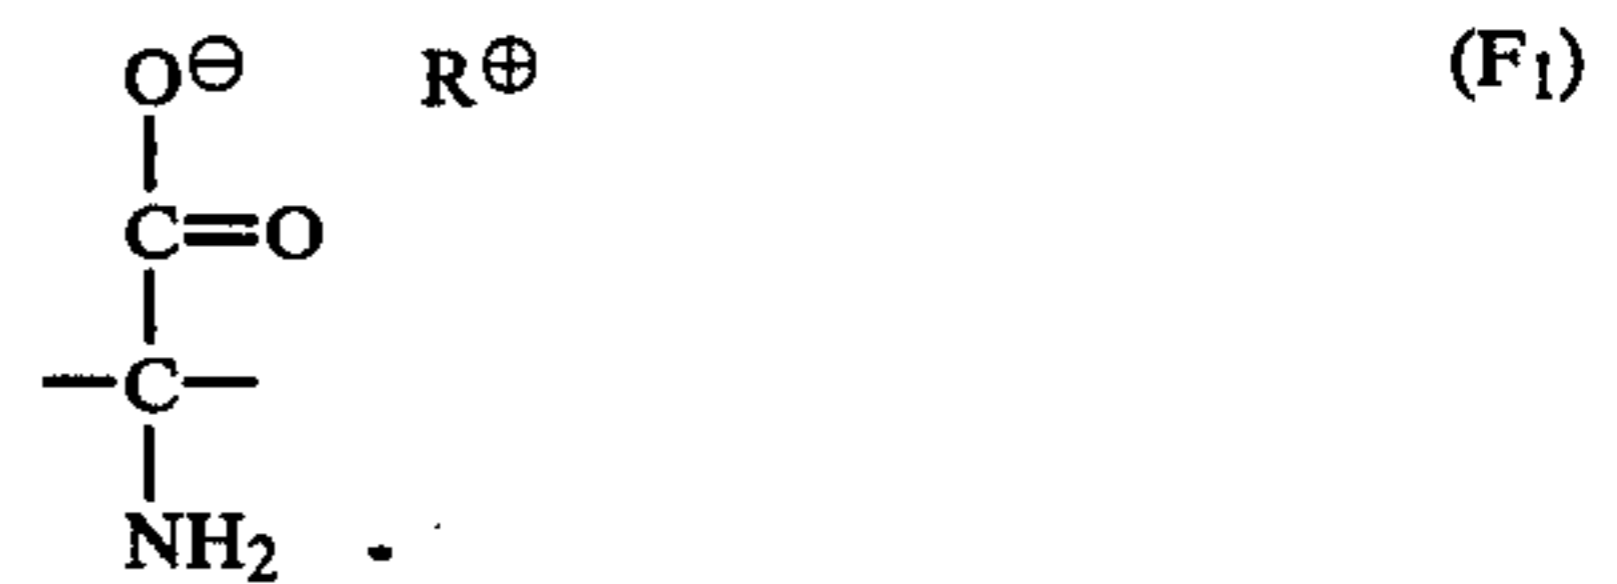 O⊖ R⊕ (F1)
C=O
—C—
NH2 .